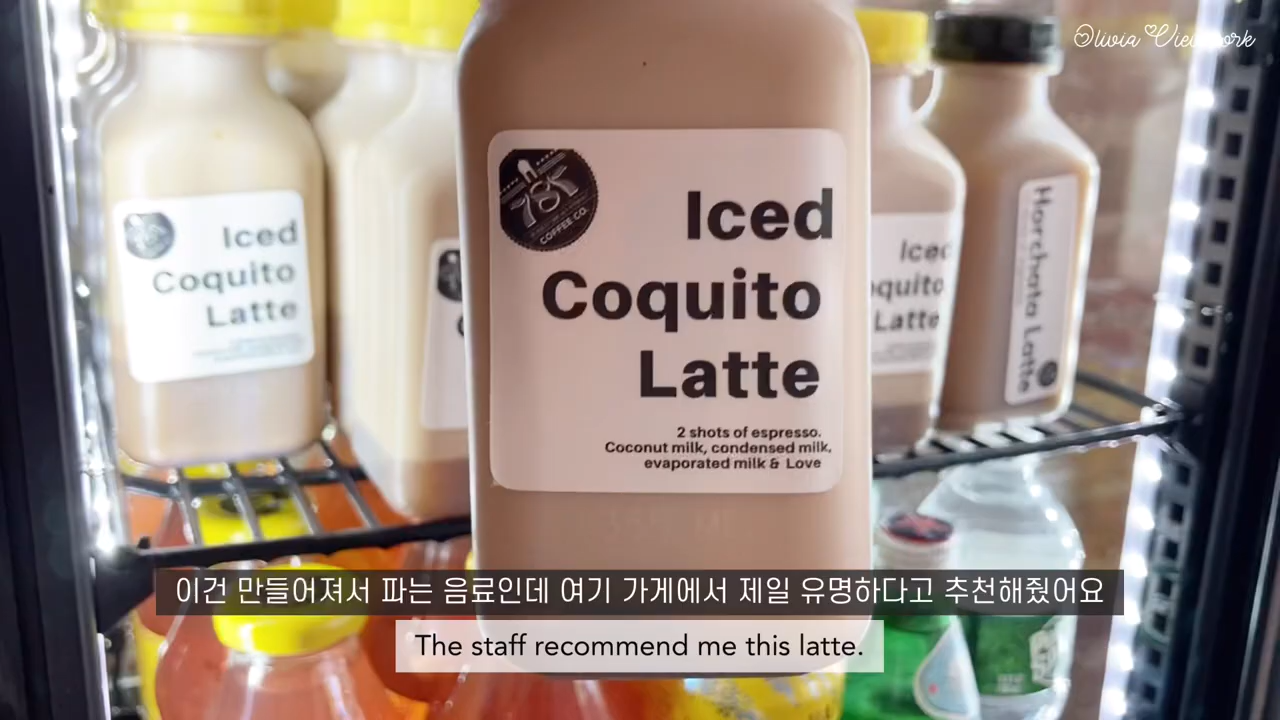 Olivia Viewwork
Iced
Coquito
Latte
COFFEE CO.
Iced
Coquito
Latte
2 shots of espresso.
Coconut milk, condensed milk,
evaporated milk & Love
Iced
Latte
Horchata Latte
이건 만들어져서 파는 음료인데 여기 가게에서 제일 유명하다고 추천해줬어요
The staff recommend me this latte.